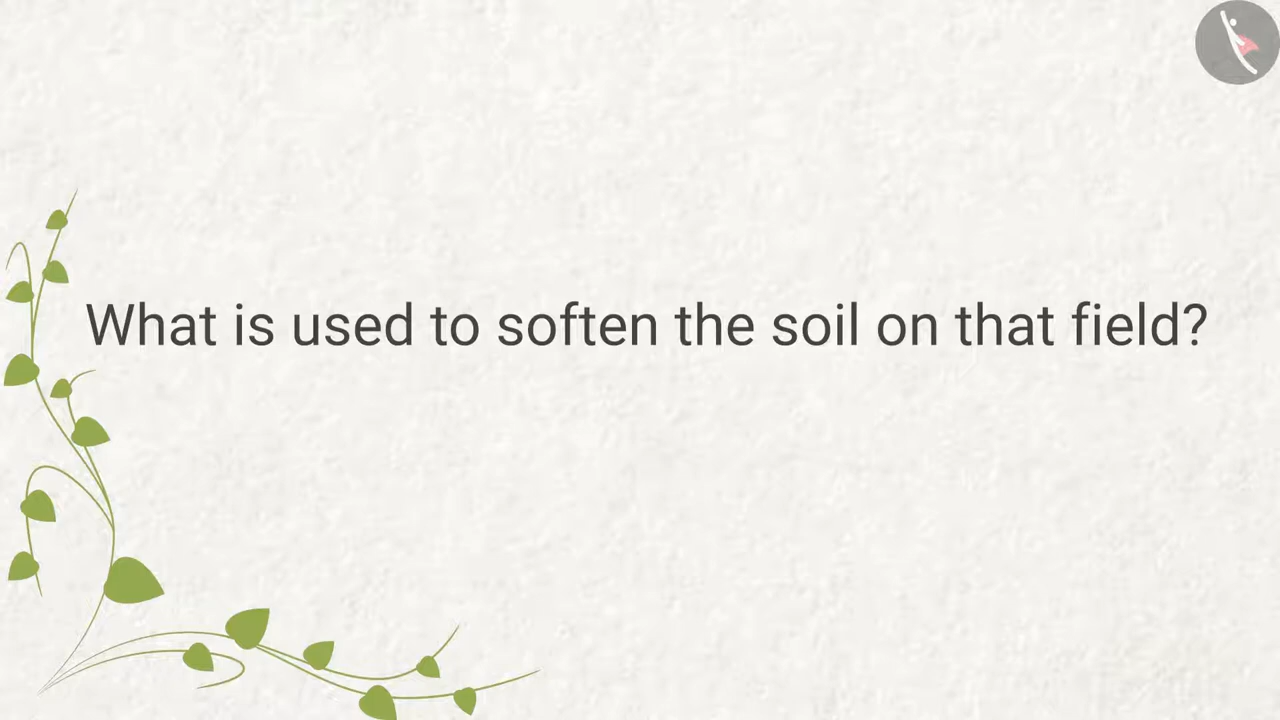 What is used to soften the soil on that field?